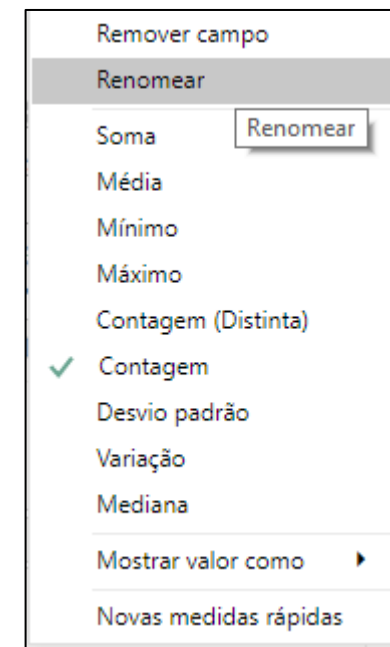 Remover campo
Renomear
Soma
Renomear
Média
Mínimo
Máximo
Contagem (Distinta)
Contagem
Desvio padrão
Variação
Mediana
Mostrar valor como
Novas medidas rápidas